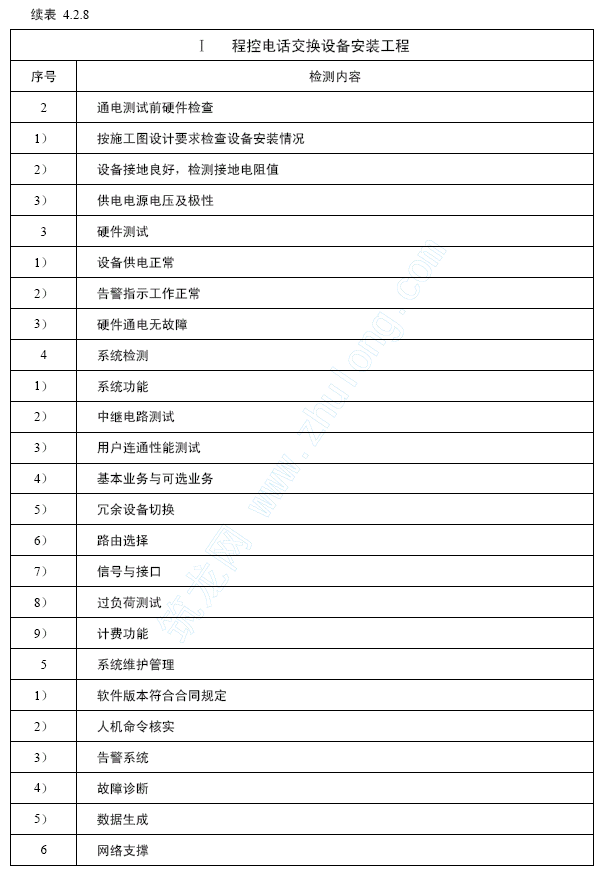 续表 4.2.8
Ⅰ 程控电话交换设备安装工程
序号 检测内容
2 通电测试前硬件检查
1） 按施工图设计要求检查设备安装情况
2） 设备接地良好，检测接地电阻值
3） 供电电源电压及极性
3 硬件测试
1） 设备供电正常
2） 告警指示工作正常
3） 硬件通电无故障
4 系统检测
1） 系统功能
2） 中继电路测试
3） 用户连通性能测试
4） 基本业务与可选业务
5） 冗余设备切换
6） 路由选择
7） 信号与接口
8） 过负荷测试
9） 计费功能
5 系统维护管理
1） 软件版本符合合同规定
2） 人机命令核实
3） 告警系统
4） 故障诊断
5） 数据生成
6 网络支撑
筑龙网 www.zhulong.com